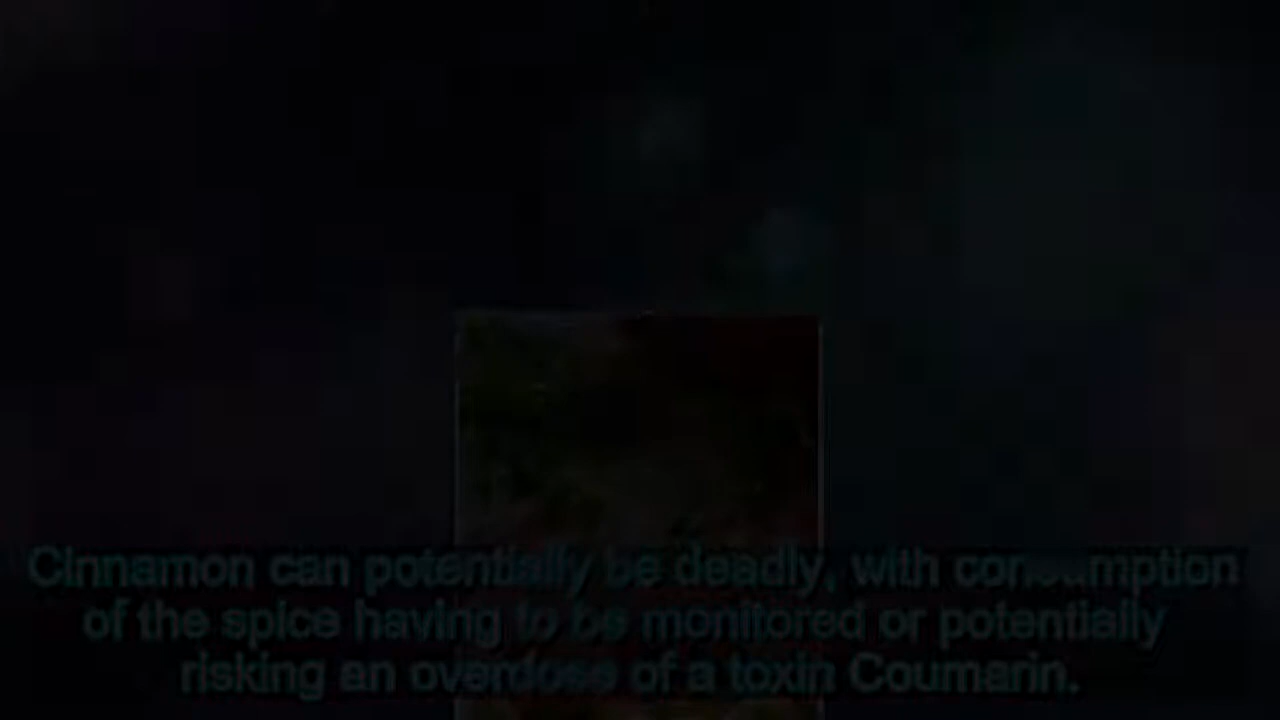 Cinnamon can potentially be deadly, with consumption
of the spice having to be monitored or potentially
risking an overdose of a toxin Coumarin.